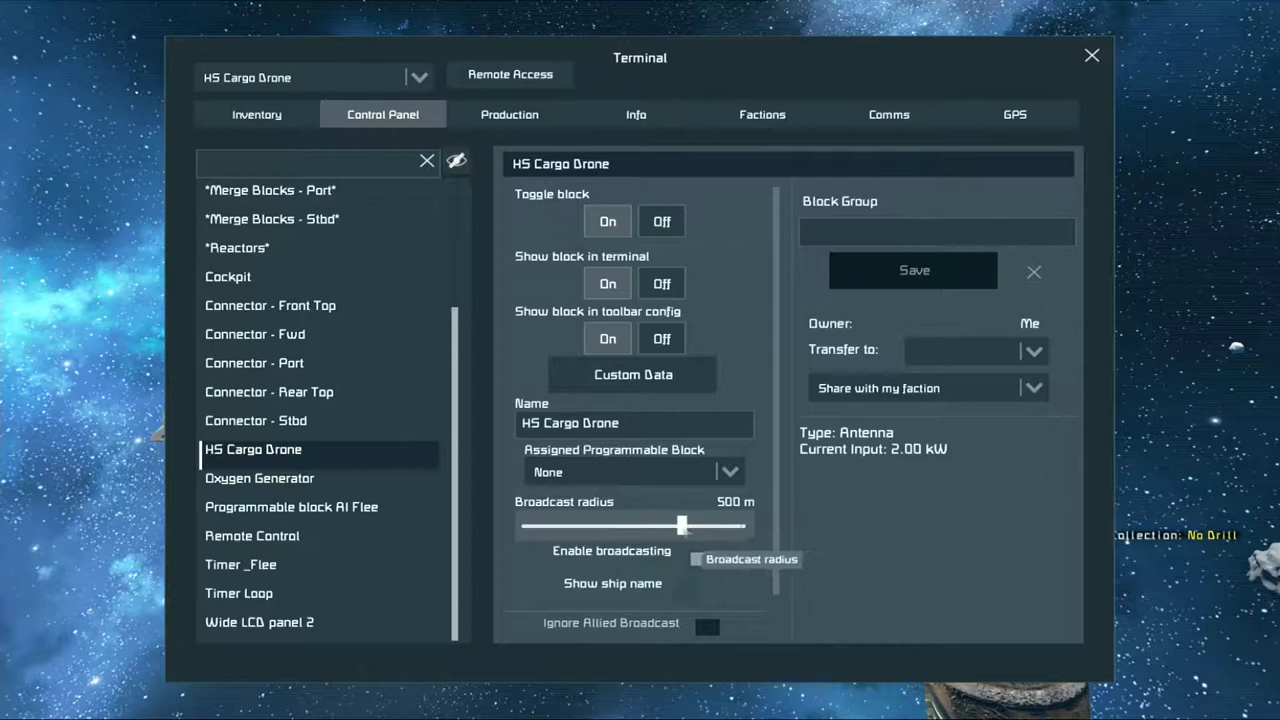 Terminal
HS Cargo Drone
Remote Access
Inventory
Control Panel
Production
Info
Factions
Comms
GPS
*Merge Blocks - Port*
*Merge Blocks - Stbd*
*Reactors*
Cockpit
Connector - Front Top
Connector - Fwd
Connector - Port
Connector - Rear Top
Connector - Stbd
HS Cargo Drone
Oxygen Generator
Programmable block AI Flee
Remote Control
Timer _Flee
Timer Loop
Wide LCD panel 2
HS Cargo Drone
Toggle block
On Off
Show block in terminal
On Off
Show block in toolbar config
On Off
Custom Data
Name
HS Cargo Drone
Assigned Programmable Block
None
Broadcast radius 500 m
Enable broadcasting
Broadcast radius
Show ship name
Ignore Allied Broadcast
Block Group
Save
Owner: Me
Transfer to:
Share with my faction
Type: Antenna
Current Input: 2.00 kW
ollection: No Drill